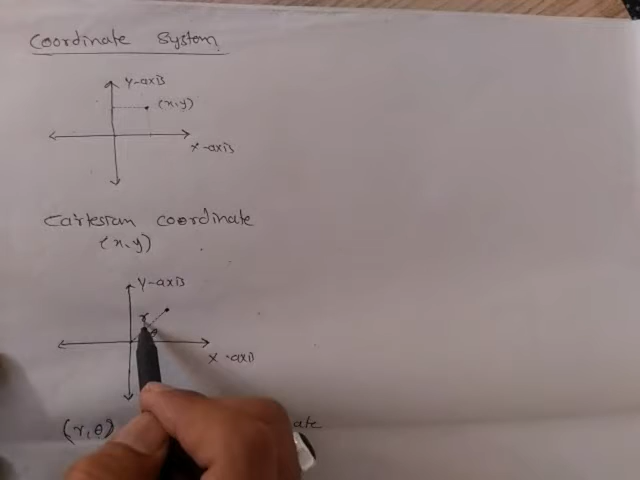 Coordinate System
Y-axis
(x,y)
X-axis
Cartesian coordinate
(x,y)
Y-axis
r
θ
X-axis
(r,θ)